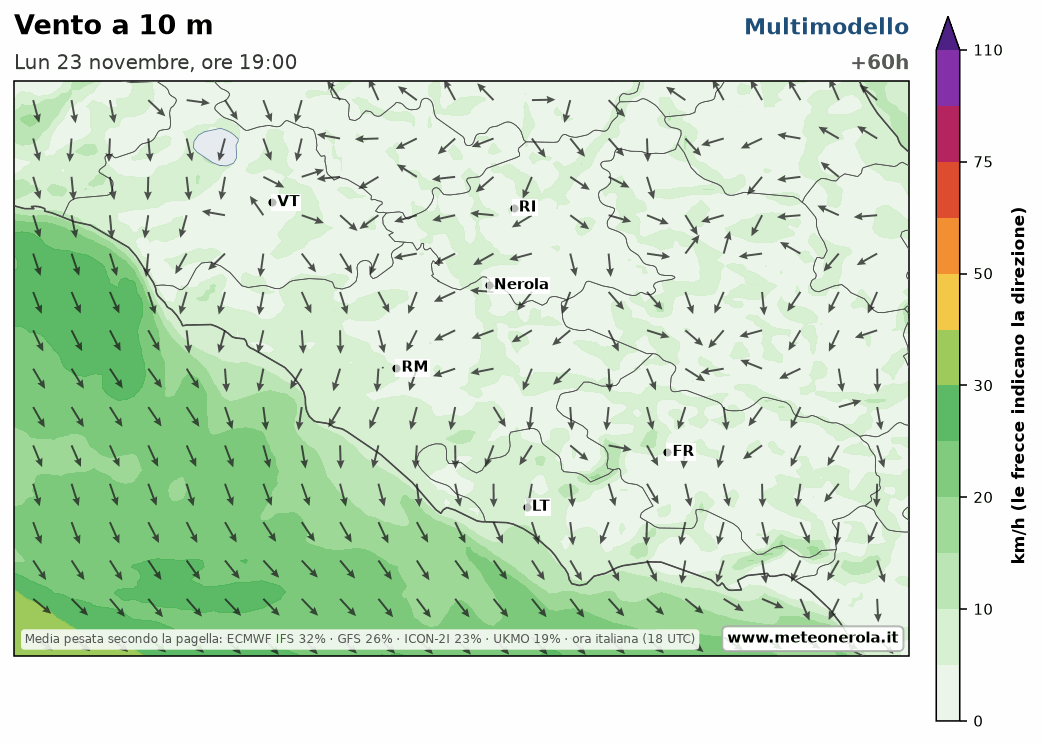 Vento a 10 m
Multimodello
Lun 23 novembre, ore 19:00
+60h
VT
RI
Nerola
RM
FR
LT
Media pesata secondo la pagella: ECMWF IFS 32% · GFS 26% · ICON-2I 23% · UKMO 19% · ora italiana (18 UTC)
www.meteonerola.it
110
75
50
30
20
10
0
km/h (le frecce indicano la direzione)